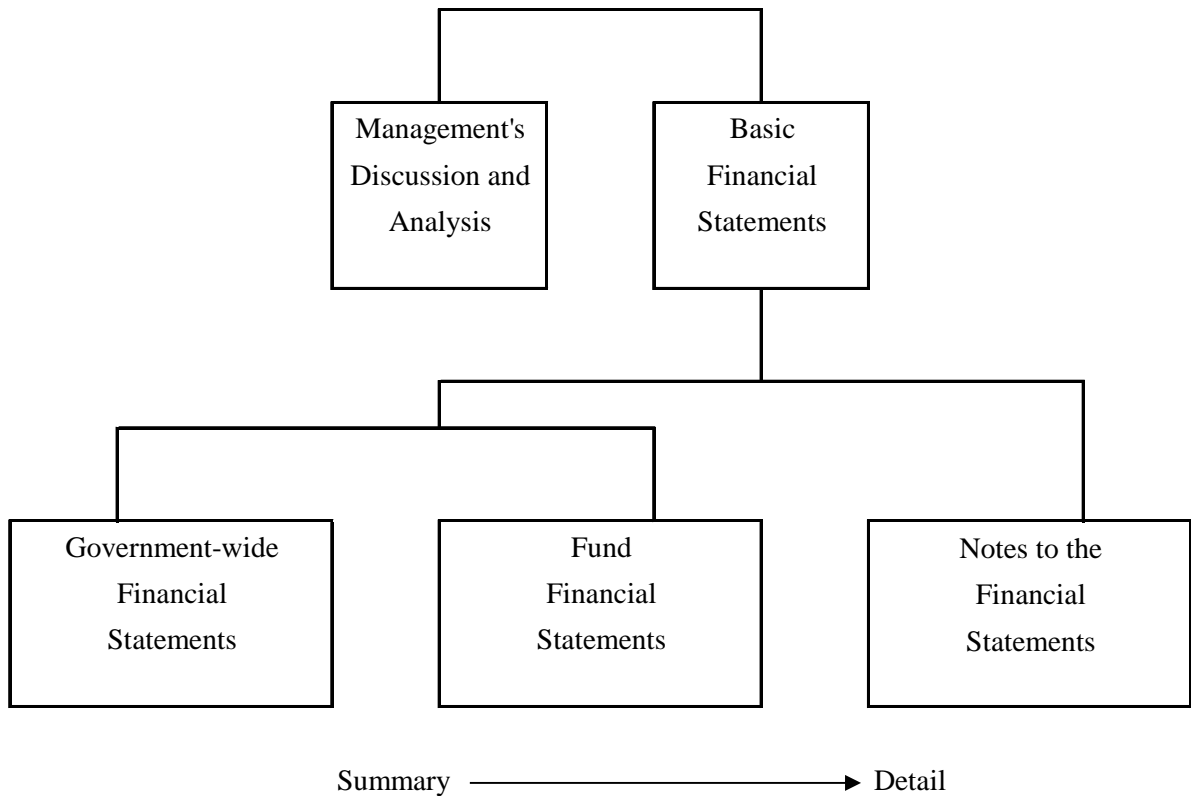 Management's
Discussion and
Analysis
Basic
Financial
Statements
Government-wide
Financial
Statements
Fund
Financial
Statements
Notes to the
Financial
Statements
Summary Detail